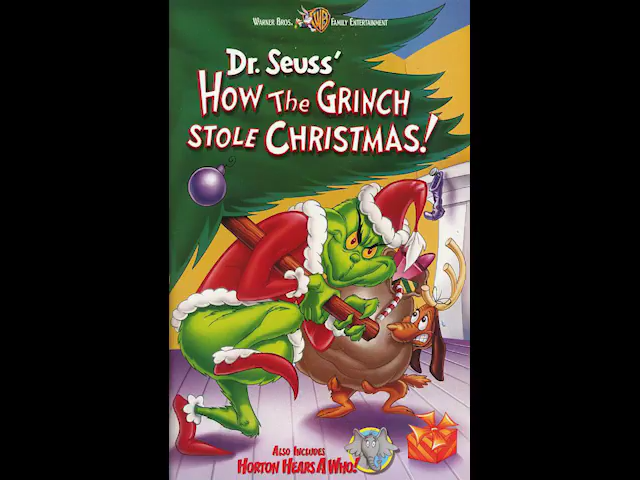 WARNER BROS. WB FAMILY ENTERTAINMENT
Dr. Seuss'
HOW The GRINCH
STOLE CHRISTMAS!
ALSO INCLUDES
HORTON HEARS A WHO!